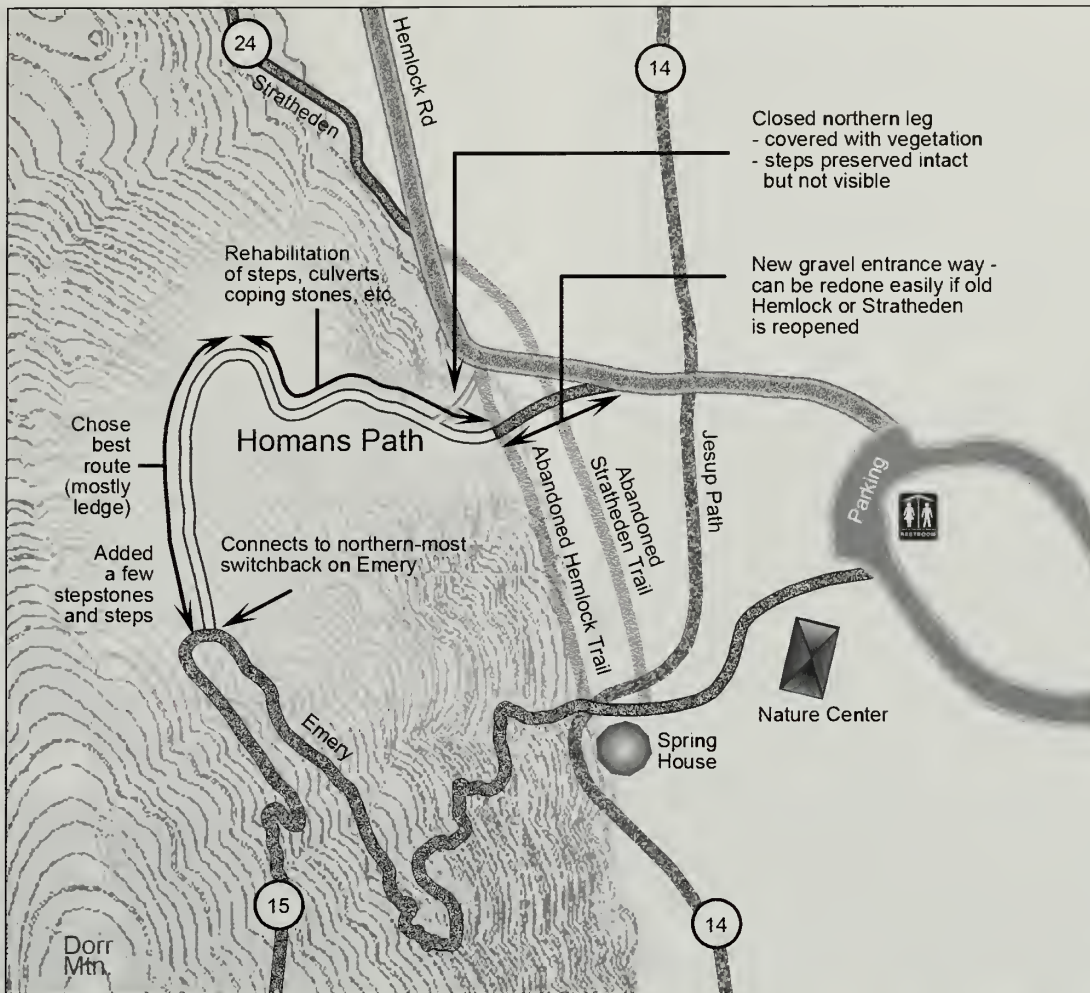 24
Stratheden
Hemlock Rd
14
Closed northern leg
- covered with vegetation
- steps preserved intact
but not visible
Rehabilitation
of steps, culverts
coping stones, etc
New gravel entrance way -
can be redone easily if old
Hemlock or Stratheden
is reopened
Chose
best
route
(mostly
ledge)
Homans Path
Abandoned Hemlock Trail
Abandoned
Stratheden Trail
Jesup Path
Parking
RESTROOM
Added
a few
stepstones
and steps
Connects to northern-most
switchback on Emery
Emery
Nature Center
Spring
House
15
14
Dorr
Mtn.